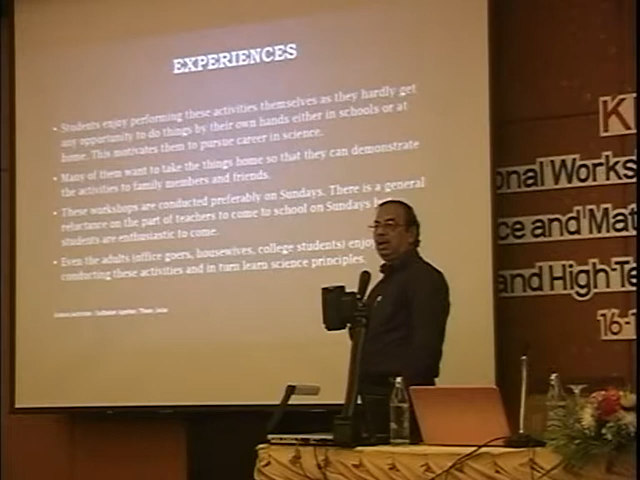 EXPERIENCES
• Students enjoy performing these activities themselves as they hardly get
any opportunity to do things by their own hands either in schools or at
home. This motivates them to pursue career in science.
• Many of them want to take the things home so that they can demonstrate
the activities to family members and friends.
• These workshops are conducted preferably on Sundays. There is a general
reluctance on the part of teachers to come to school on Sundays
students are enthusiastic to come.
• Even the adults (office goers, housewives, college students) enjoy
conducting these activities and in turn learn science principles.
K
onal Works
ce and Mat
and High-Te
16-1